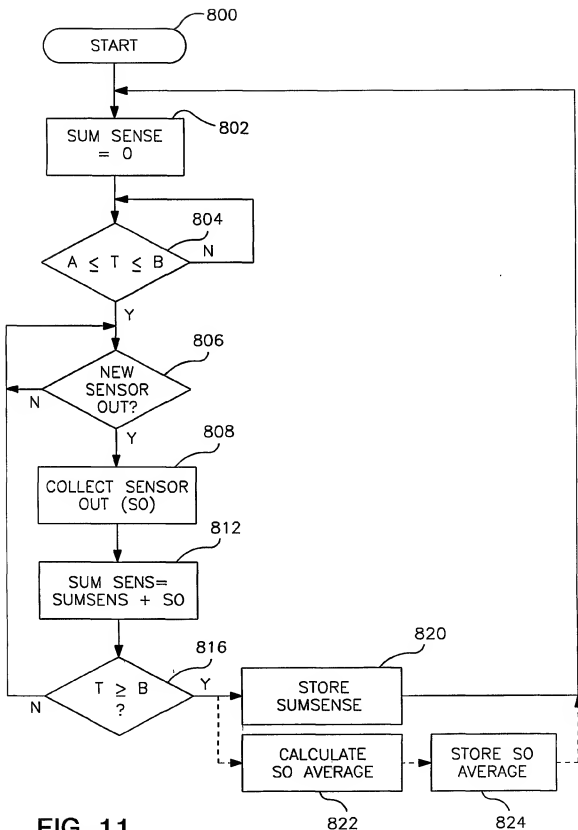 800
START
802
SUM SENSE
= 0
804
A ≤ T ≤ B
N
Y
806
NEW
SENSOR
OUT?
N
Y
808
COLLECT SENSOR
OUT (SO)
812
SUM SENS=
SUMSENS + SO
816
T ≥ B
?
N
Y
820
STORE
SUMSENSE
CALCULATE
SO AVERAGE
822
STORE SO
AVERAGE
824
FIG. 11